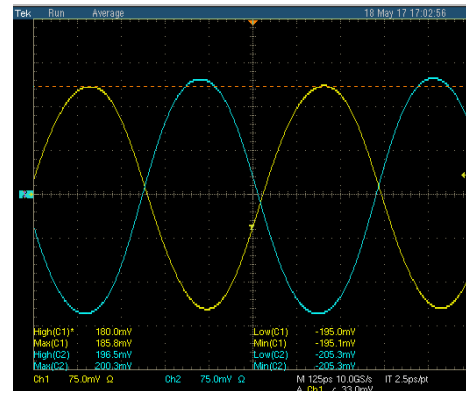 Tek Run Average 18 May 17 17:02:56
High(C1)* 180.0mV Low(C1) -195.0mV
Max(C1) 185.8mV Min(C1) -195.1mV
High(C2) 196.5mV Low(C2) -205.3mV
Max(C2) 200.3mV Min(C2) -205.3mV
Ch1 75.0mV Ω Ch2 75.0mV Ω M 125ps 10.0GS/s IT 2.5ps/pt
A Ch1 33.0mV